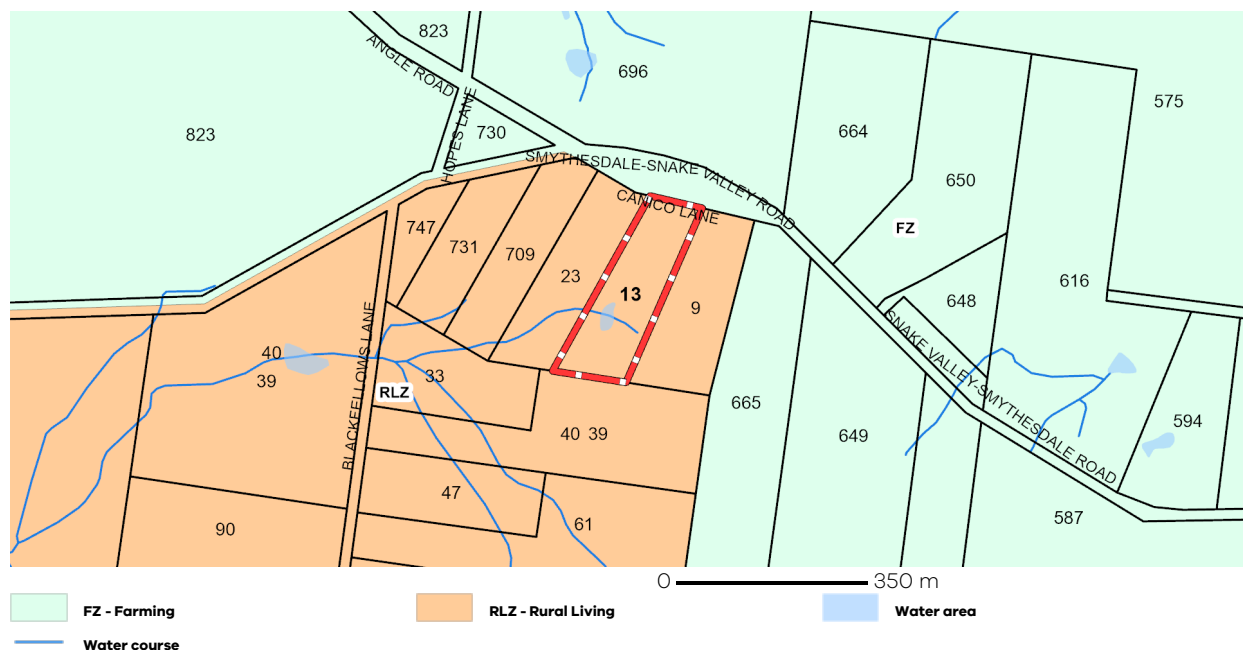 823
ANGLE ROAD
696
575
823
HOPES LANE
730
664
SMYTHESDALE-SNAKE VALLEY ROAD
650
CANICO LANE
747
731
709
FZ
23
13
9
616
648
BLACKFELLOWS LANE
SNAKE VALLEY-SMYTHESDALE ROAD
40
39
33
RLZ
665
649
594
40 39
47
61
90
587
0 350 m
FZ - Farming
RLZ - Rural Living
Water area
Water course